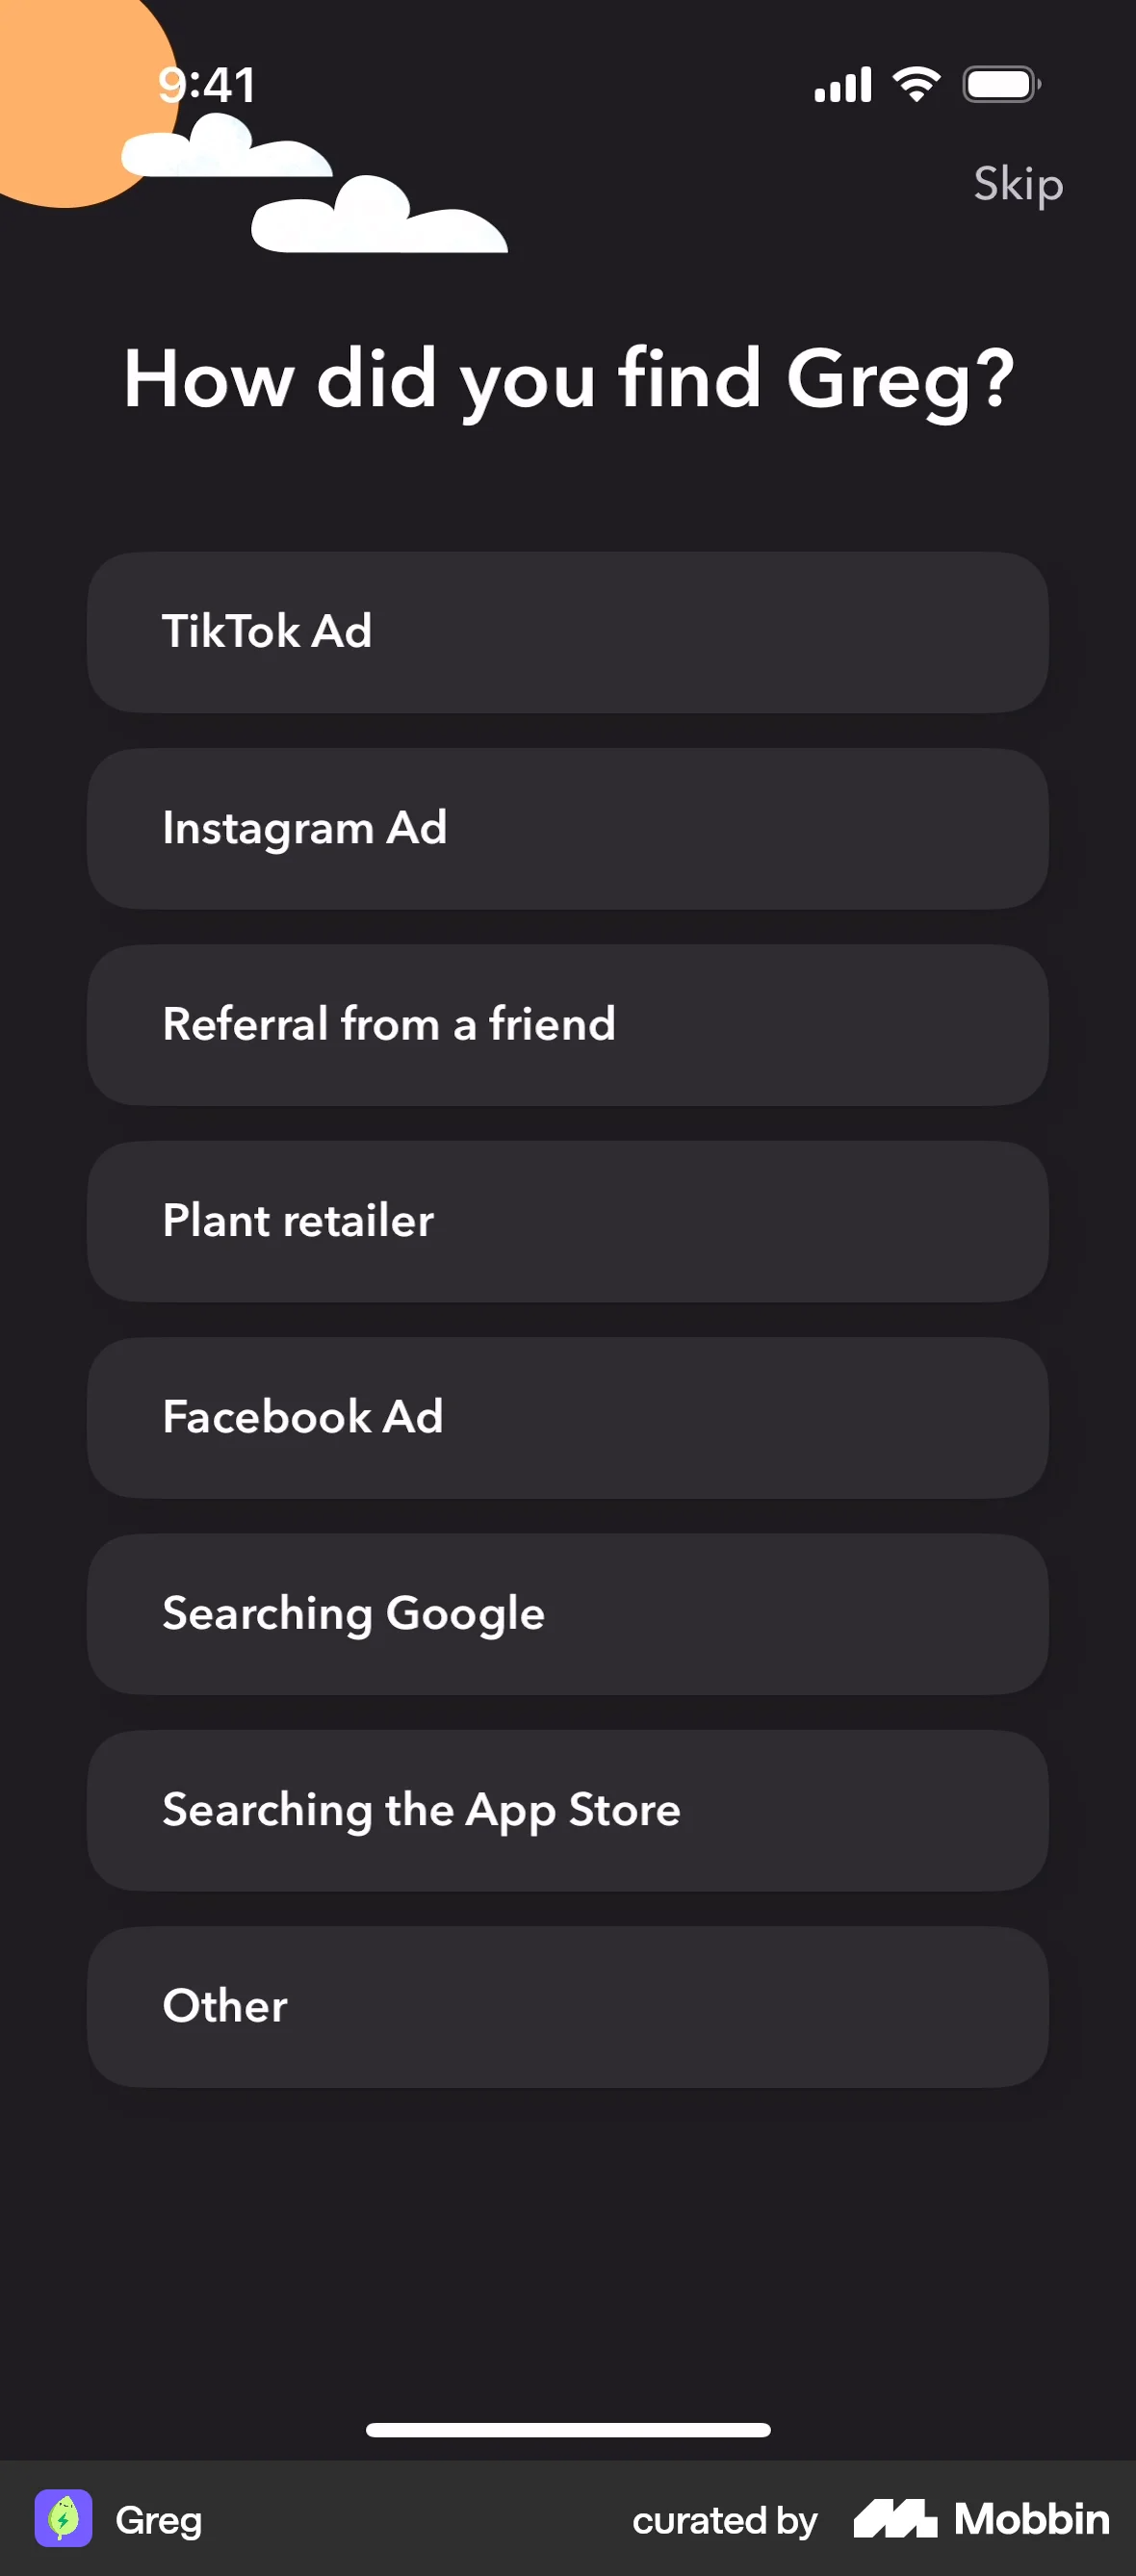 9:41
Skip
How did you find Greg?
TikTok Ad
Instagram Ad
Referral from a friend
Plant retailer
Facebook Ad
Searching Google
Searching the App Store
Other
Greg
curated by Mobbin